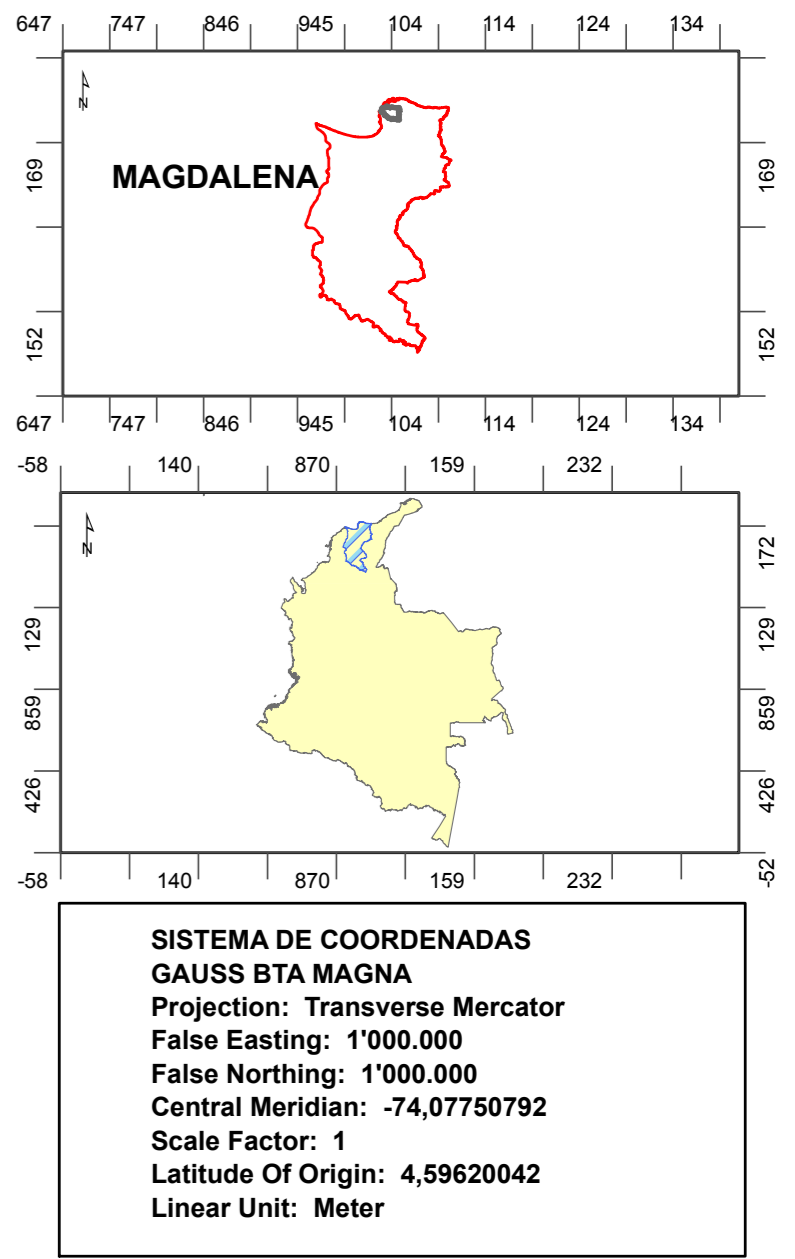 647 747 846 945 104 114 124 134
N
169 169
MAGDALENA
152 152
647 747 846 945 104 114 124 134
-58 140 870 159 232
N
172
129 129
859 859
426 426
-52
-58 140 870 159 232
SISTEMA DE COORDENADAS
GAUSS BTA MAGNA
Projection: Transverse Mercator
False Easting: 1'000.000
False Northing: 1'000.000
Central Meridian: -74,07750792
Scale Factor: 1
Latitude Of Origin: 4,59620042
Linear Unit: Meter